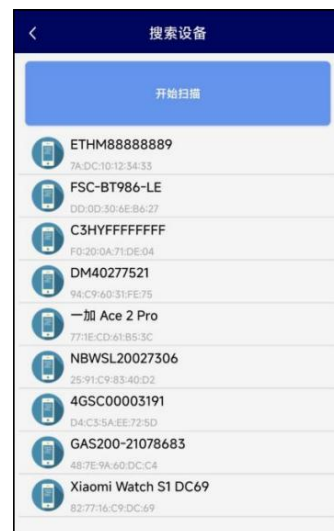 搜索设备
开始扫描
ETHM88888889
7A:DC:10:12:34:33
FSC-BT986-LE
DD:0D:30:6E:B6:27
C3HYFFFFFFFF
F0:20:0A:71:DE:04
DM40277521
94:C9:60:31:FE:75
一加 Ace 2 Pro
77:1E:CD:61:B5:3C
NBWSL20027306
25:91:C9:83:40:D2
4GSC00003191
D4:C3:5A:EE:72:5D
GAS200-21078683
48:7E:9A:60:DC:C4
Xiaomi Watch S1 DC69
82:77:16:C9:DC:69